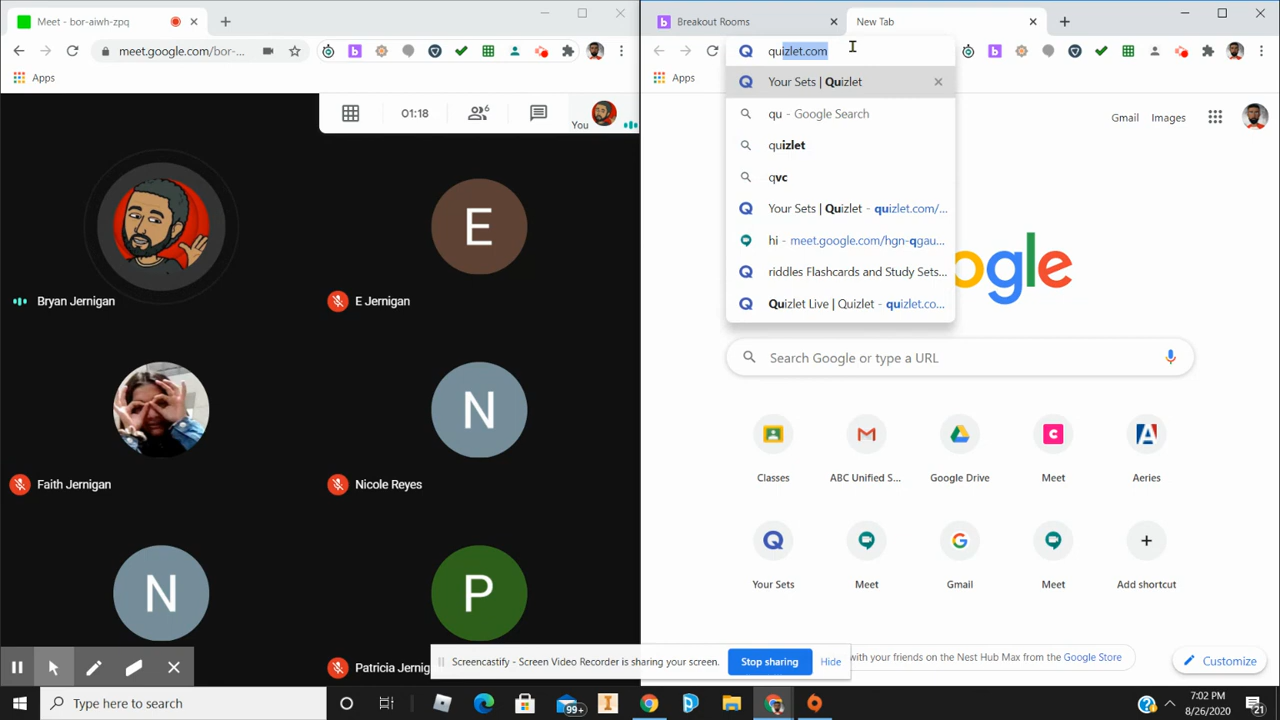 Meet - bor-aiwh-zpq
meet.google.com/bor-...
Apps
01:18
6
You
Bryan Jernigan
E
E Jernigan
Faith Jernigan
N
Nicole Reyes
N
P
Patricia Jernig
Breakout Rooms
New Tab
quizlet.com
Apps
Your Sets | Quizlet
qu - Google Search
quizlet
qvc
Your Sets | Quizlet - quizlet.com/...
hi - meet.google.com/hgn-qgau...
riddles Flashcards and Study Sets...
Quizlet Live | Quizlet - quizlet.co...
Gmail
Images
ogle
Search Google or type a URL
Classes
ABC Unified S...
Google Drive
Meet
Aeries
Your Sets
Meet
Gmail
Meet
Add shortcut
Screencastify - Screen Video Recorder is sharing your screen.
Stop sharing
Hide
with your friends on the Nest Hub Max from the Google Store
Customize
Type here to search
99+
7:02 PM
8/26/2020
21